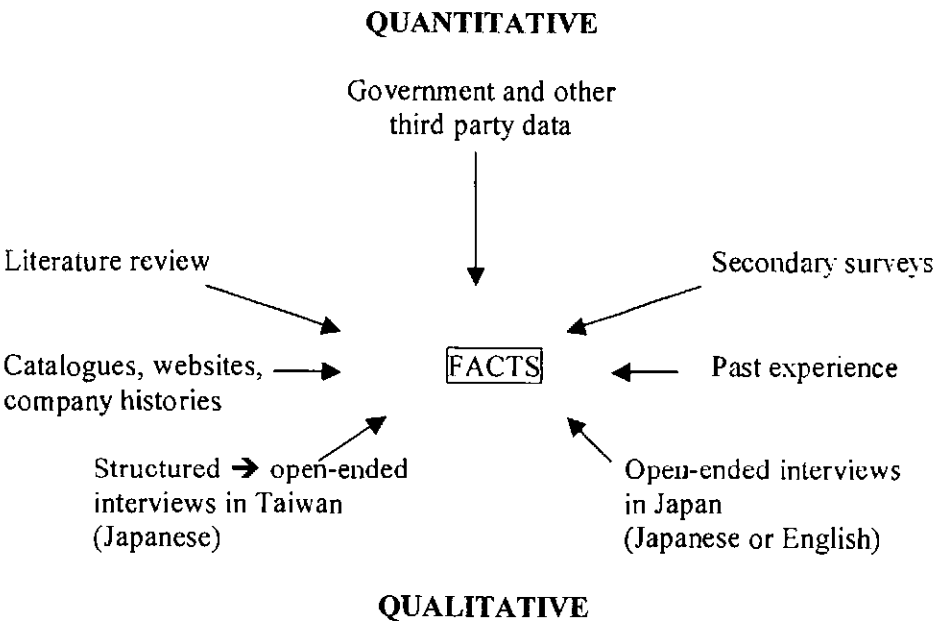 QUANTITATIVE
Government and other
third party data
Literature review
Secondary surveys
Catalogues, websites,
company histories
FACTS
Past experience
Structured → open-ended
interviews in Taiwan
(Japanese)
Open-ended interviews
in Japan
(Japanese or English)
QUALITATIVE